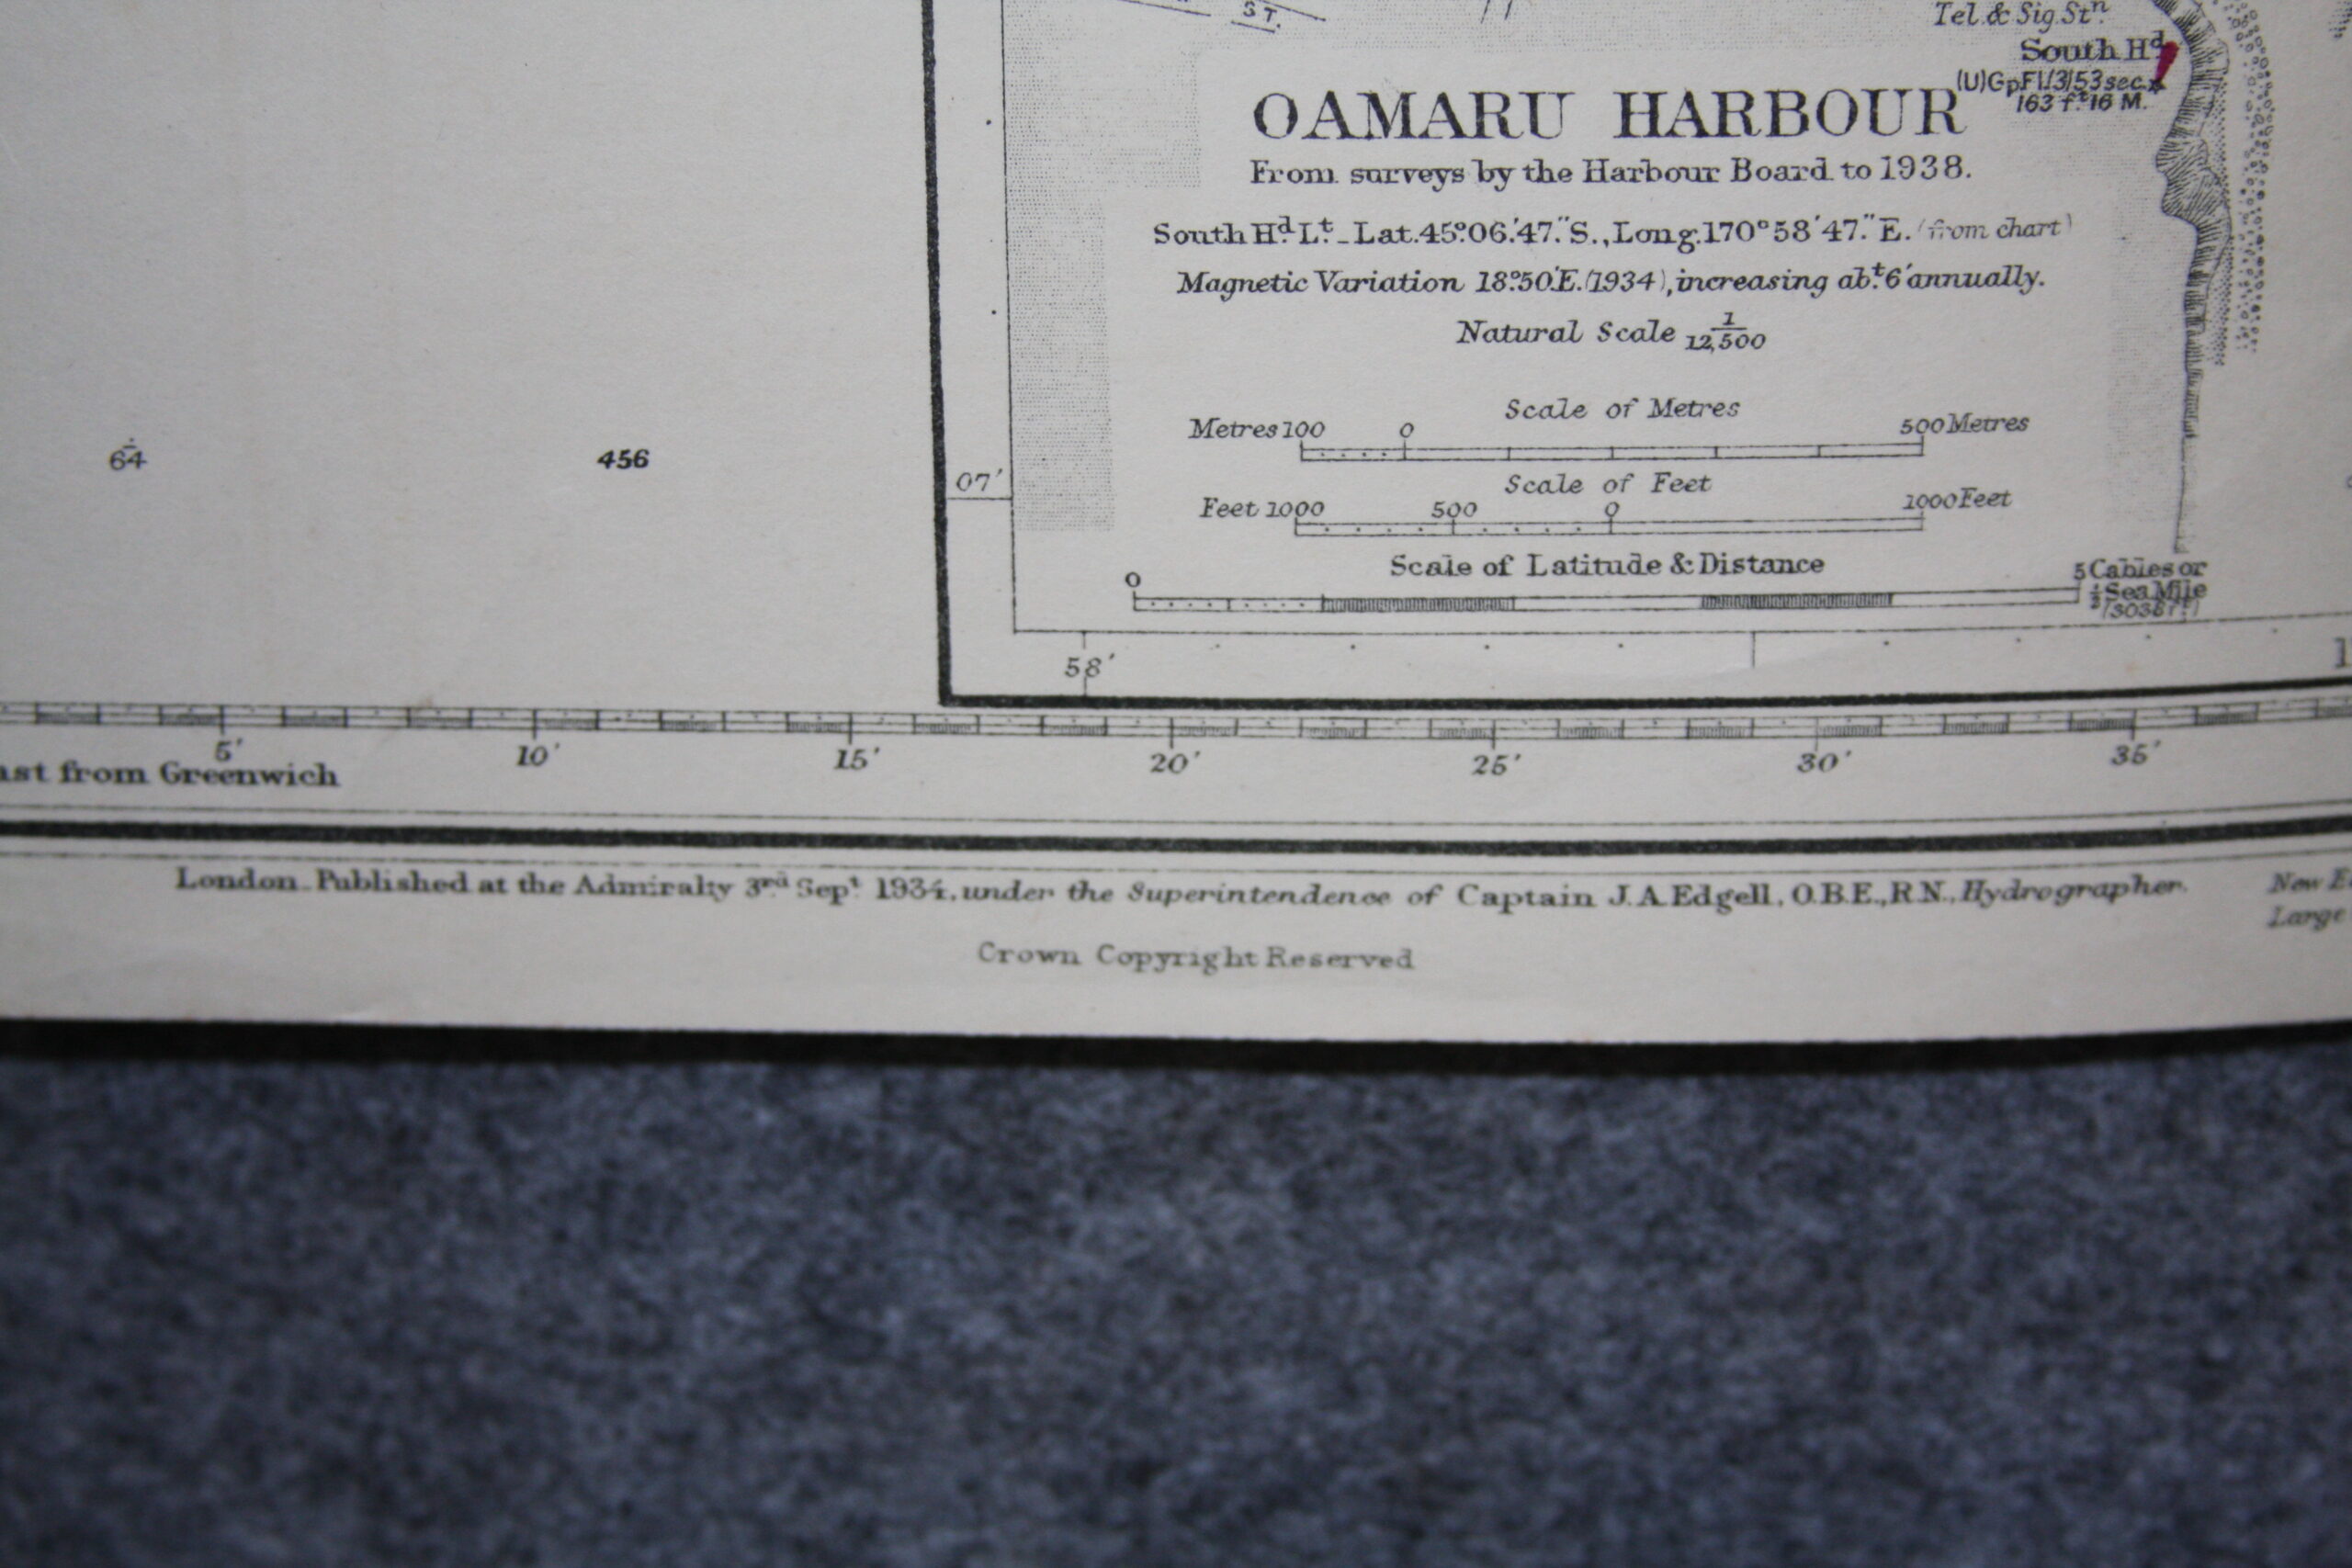 ST.
Tel. & Sig. Stn.
South Hd.
(U)Gp.Fl.(3)53sec.
163 ft. 16 M.
OAMARU HARBOUR
From surveys by the Harbour Board to 1938.
South Hd. Lt. - Lat. 45°.06'.47." S., Long. 170°58'47." E. (from chart)
Magnetic Variation 18°.50'.E. (1934), increasing abt. 6' annually.
Natural Scale 1/12,500
Scale of Metres
Metres 100 0 500 Metres
Scale of Feet
Feet 1000 500 0 1000 Feet
Scale of Latitude & Distance
0 5 Cables or
½ Sea Mile
64 456
07'
58'
5' 10' 15' 20' 25' 30' 35'
from Greenwich
London. Published at the Admiralty 3rd. Sept. 1934, under the Superintendence of Captain J.A. Edgell, O.B.E., R.N., Hydrographer.
New
Large
Crown Copyright Reserved